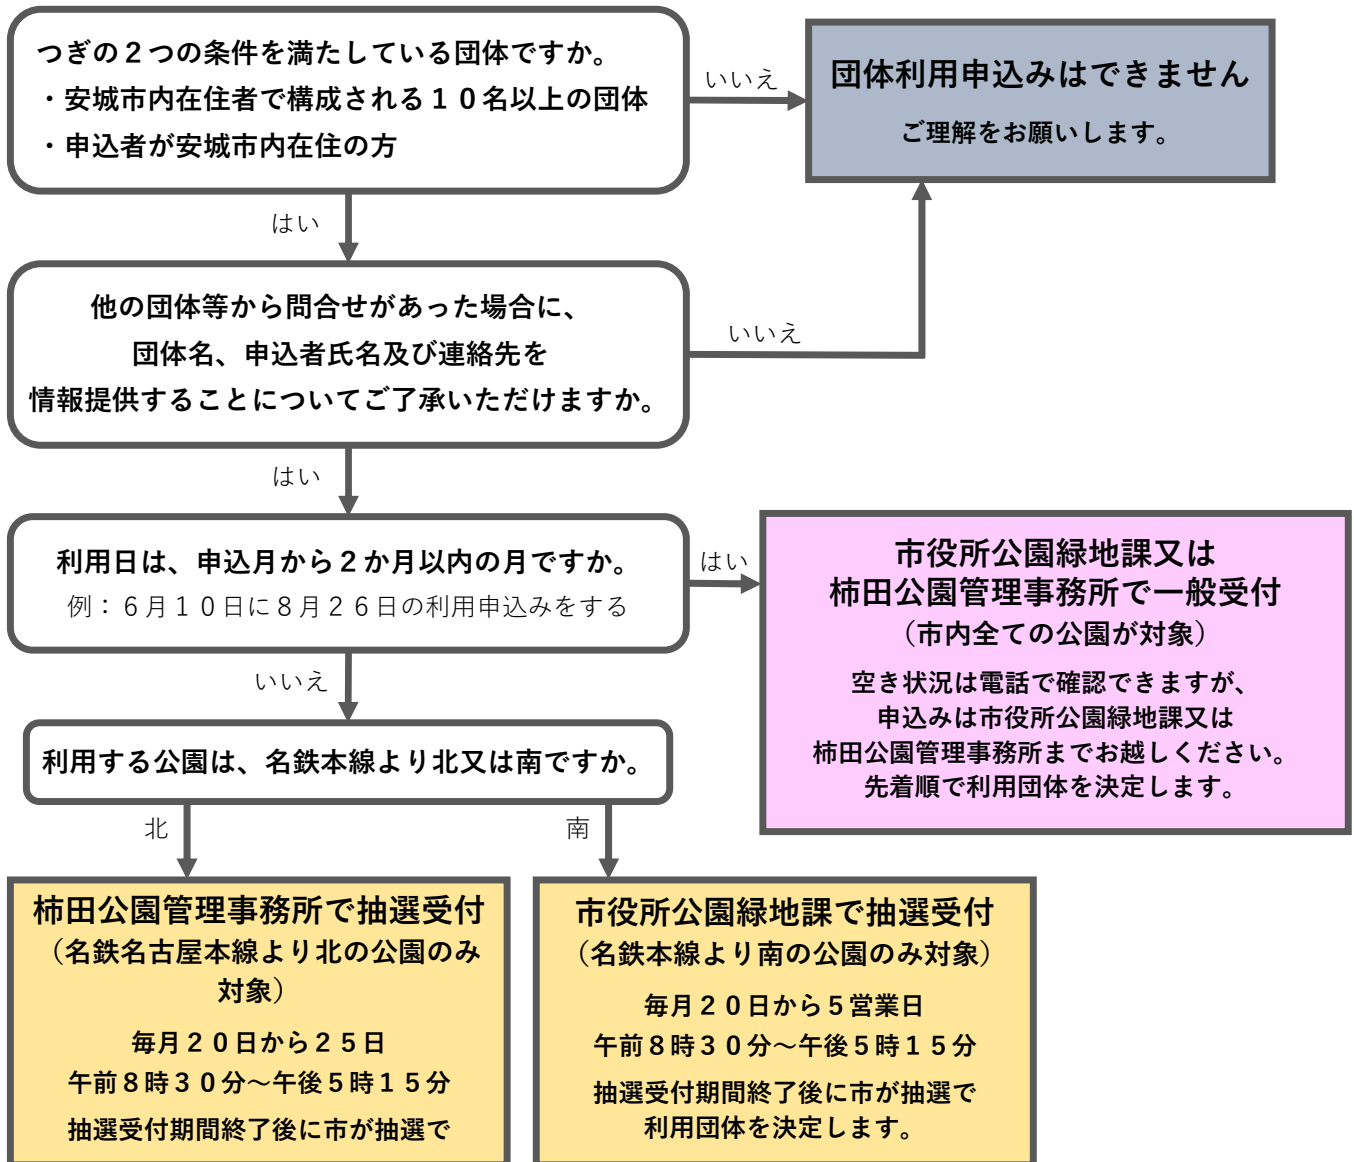 つぎの２つの条件を満たしている団体ですか。
・安城市内在住者で構成される１０名以上の団体
・申込者が安城市内在住の方
いいえ
団体利用申込みはできません
ご理解をお願いします。
はい
他の団体等から問合せがあった場合に、
団体名、申込者氏名及び連絡先を
情報提供することについてご了承いただけますか。
いいえ
はい
利用日は、申込月から２か月以内の月ですか。
例：６月１０日に８月２６日の利用申込みをする
はい
市役所公園緑地課又は
柿田公園管理事務所で一般受付
（市内全ての公園が対象）
空き状況は電話で確認できますが、
申込みは市役所公園緑地課又は
柿田公園管理事務所までお越しください。
先着順で利用団体を決定します。
いいえ
利用する公園は、名鉄本線より北又は南ですか。
北
南
柿田公園管理事務所で抽選受付
（名鉄名古屋本線より北の公園のみ
対象）
毎月２０日から２５日
午前８時３０分～午後５時１５分
抽選受付期間終了後に市が抽選で
市役所公園緑地課で抽選受付
（名鉄本線より南の公園のみ対象）
毎月２０日から５営業日
午前８時３０分～午後５時１５分
抽選受付期間終了後に市が抽選で
利用団体を決定します。